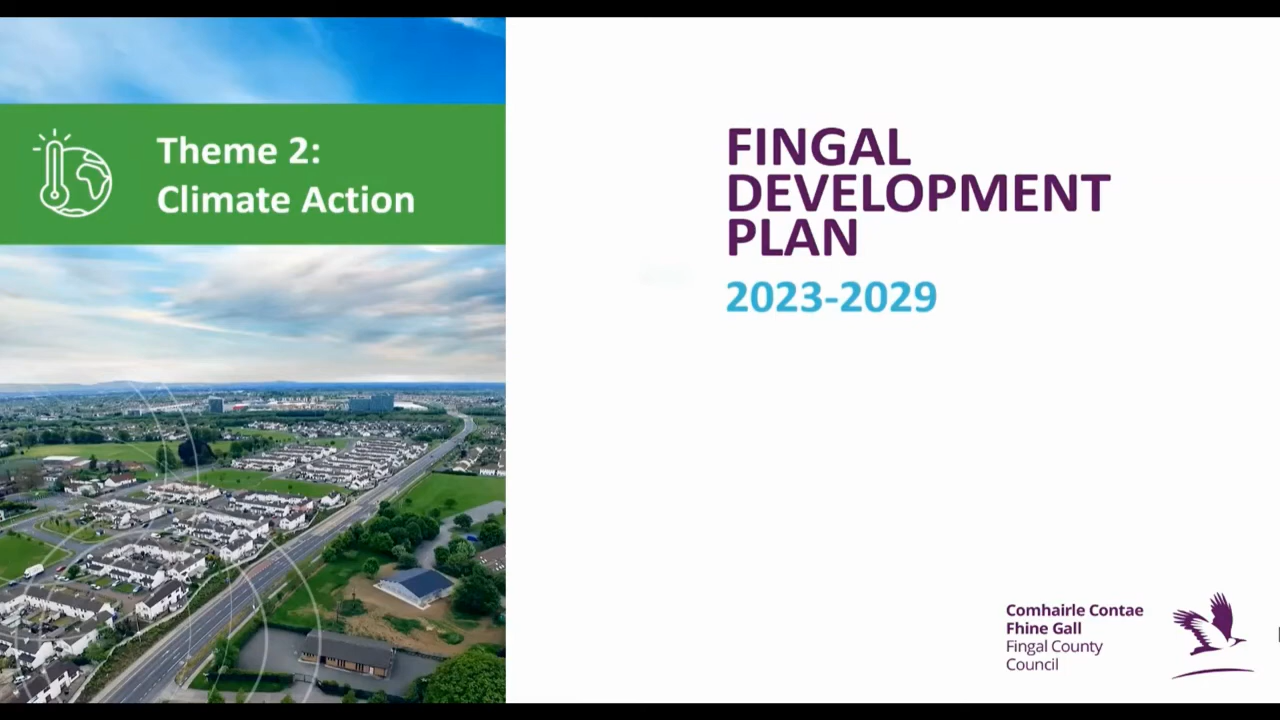 Theme 2:
Climate Action
FINGAL
DEVELOPMENT
PLAN
2023-2029
Comhairle Contae
Fhine Gall
Fingal County
Council